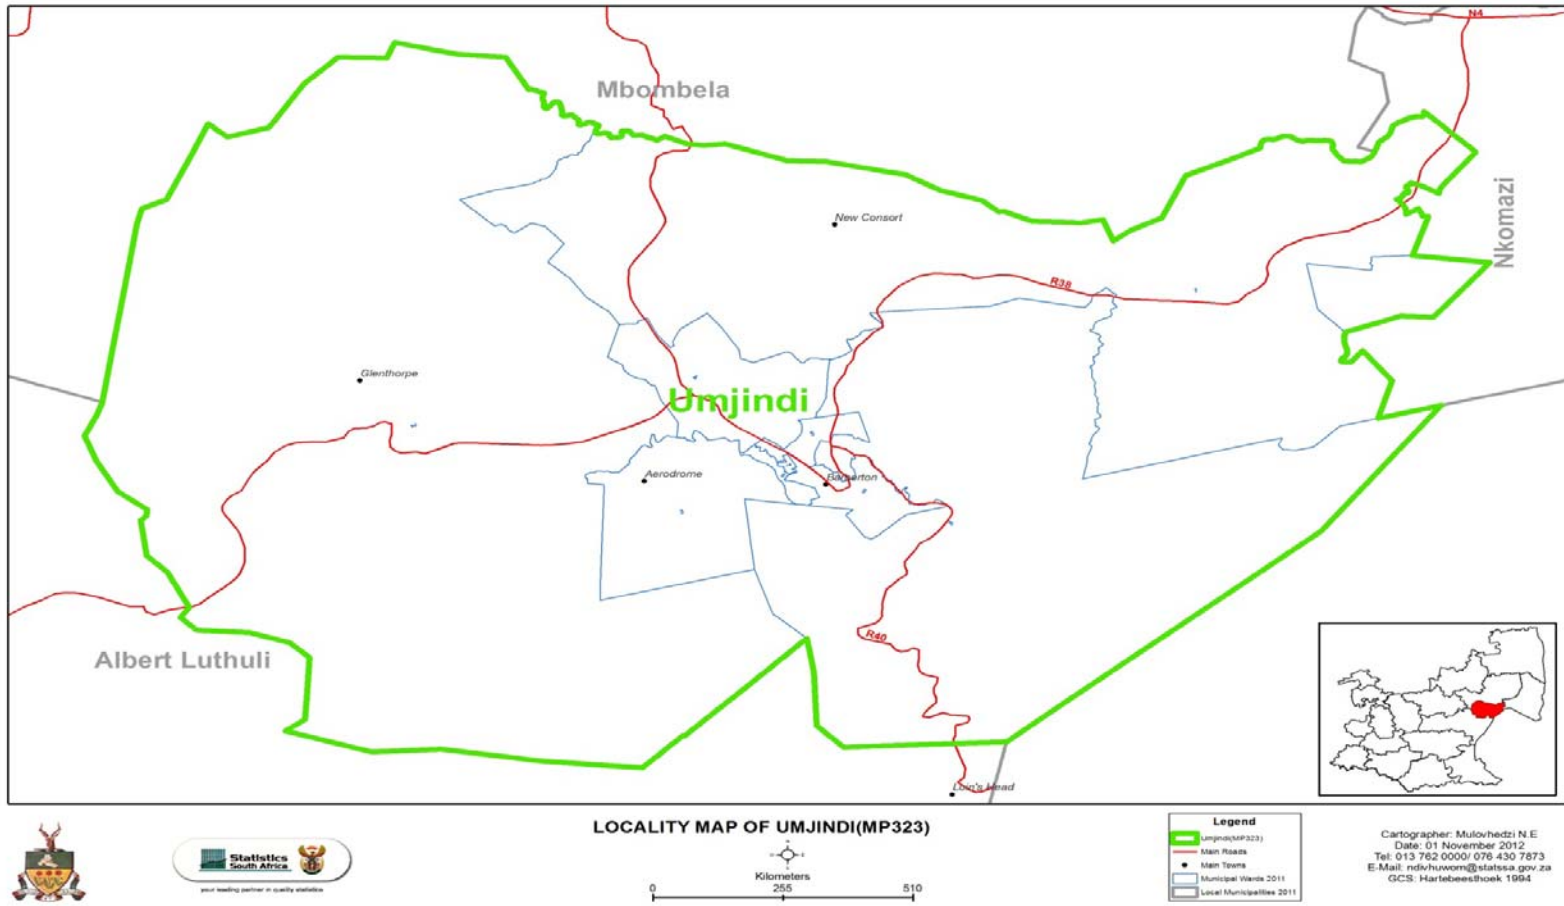 N4
Mbombela
Nkomazi
New Consort
R38
Glenthorpe
Umjindi
Aerodrome
Barberton
R40
Albert Luthuli
Luin's Head
LOCALITY MAP OF UMJINDI(MP323)
Kilometers
0 255 510
Statistics
South Africa
your leading partner in quality statistics
Legend
Umjindi(MP323)
Main Roads
Main Towns
Municipal Wards 2011
Local Municipalities 2011
Cartographer: Mulovhedzi N.E
Date: 01 November 2012
Tel: 013 762 0000/ 076 430 7873
E-Mail: ndivhuwom@statssa.gov.za
GCS: Hartebeesthoek 1994